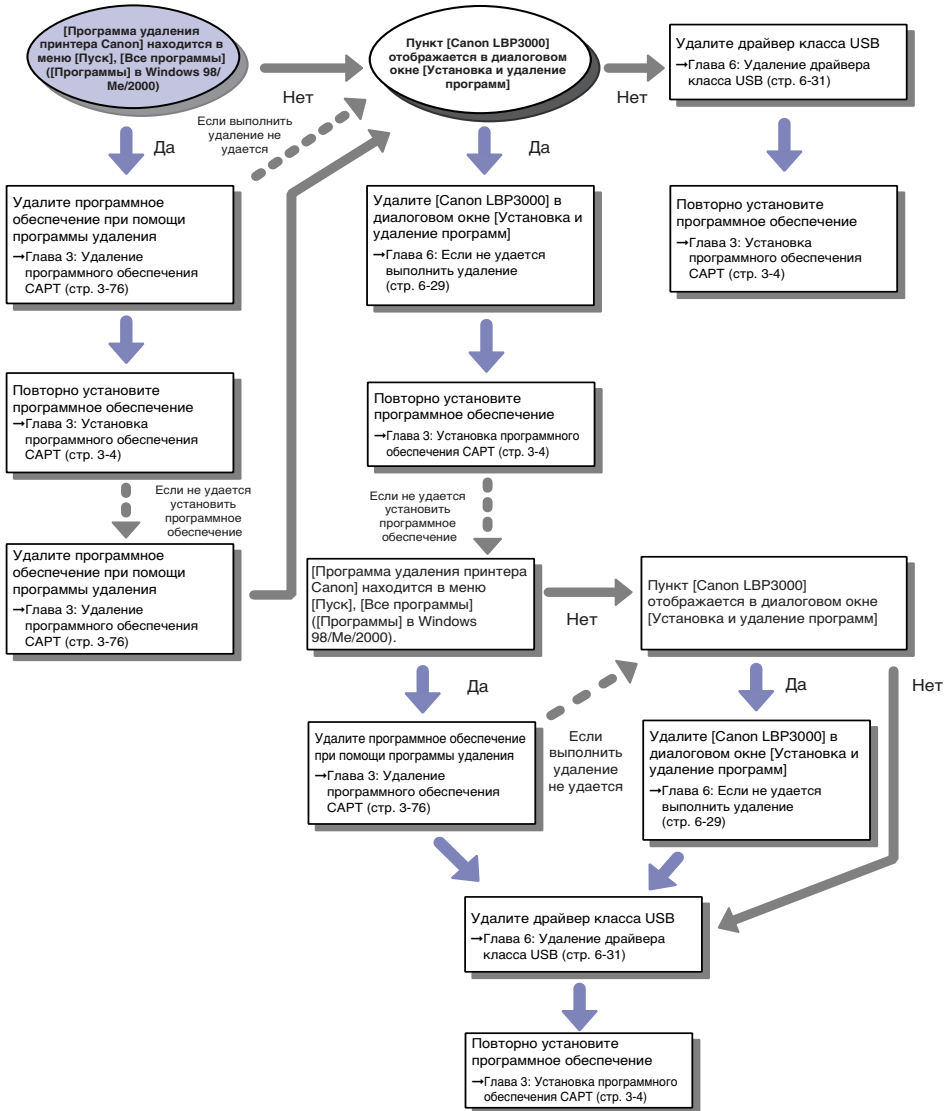 [Программа удаления
принтера Canon] находится в
меню [Пуск], [Все программы]
([Программы] в Windows 98/
Me/2000)
Нет
Пункт [Canon LBP3000]
отображается в диалоговом
окне [Установка и удаление
программ]
Нет
Удалите драйвер класса USB
→Глава 6: Удаление драйвера
класса USB (стр. 6-31)
Да
Если выполнить
удаление не
удается
Да
Удалите программное
обеспечение при помощи
программы удаления
→Глава 3: Удаление
программного обеспечения
CAPT (стр. 3-76)
Удалите [Canon LBP3000] в
диалоговом окне [Установка и
удаление программ]
→Глава 6: Если не удается
выполнить удаление
(стр. 6-29)
Повторно установите
программное обеспечение
→Глава 3: Установка
программного обеспечения
CAPT (стр. 3-4)
Повторно установите
программное обеспечение
→Глава 3: Установка
программного обеспечения
CAPT (стр. 3-4)
Повторно установите
программное обеспечение
→Глава 3: Установка программного
обеспечения CAPT (стр. 3-4)
Если не удается
установить
программное
обеспечение
Если не удается
установить
программное
обеспечение
Удалите программное
обеспечение при помощи
программы удаления
→Глава 3: Удаление
программного обеспечения
CAPT (стр. 3-76)
[Программа удаления принтера
Canon] находится в меню
[Пуск], [Все программы]
([Программы] в Windows
98/Me/2000).
Нет
Пункт [Canon LBP3000]
отображается в диалоговом окне
[Установка и удаление программ]
Да
Да
Нет
Удалите программное обеспечение
при помощи программы удаления
→Глава 3: Удаление
программного обеспечения
CAPT (стр. 3-76)
Если
выполнить
удаление
не удается
Удалите [Canon LBP3000] в
диалоговом окне [Установка и
удаление программ]
→Глава 6: Если не удается
выполнить удаление
(стр. 6-29)
Удалите драйвер класса USB
→Глава 6: Удаление драйвера
класса USB (стр. 6-31)
Повторно установите
программное обеспечение
→Глава 3: Установка программного
обеспечения CAPT (стр. 3-4)